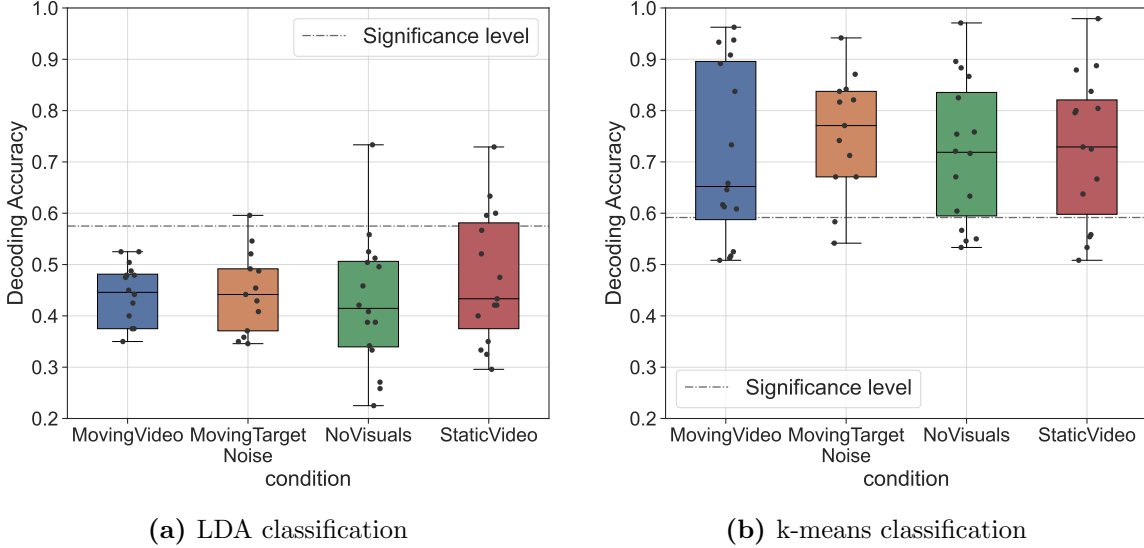 1.0
0.9
0.8
0.7
0.6
0.5
0.4
0.3
0.2
Decoding Accuracy
Significance level
MovingVideo
MovingTarget
Noise
NoVisuals
StaticVideo
condition
(a) LDA classification
1.0
0.9
0.8
0.7
0.6
0.5
0.4
0.3
0.2
Decoding Accuracy
Significance level
MovingVideo
MovingTarget
Noise
NoVisuals
StaticVideo
condition
(b) k-means classification